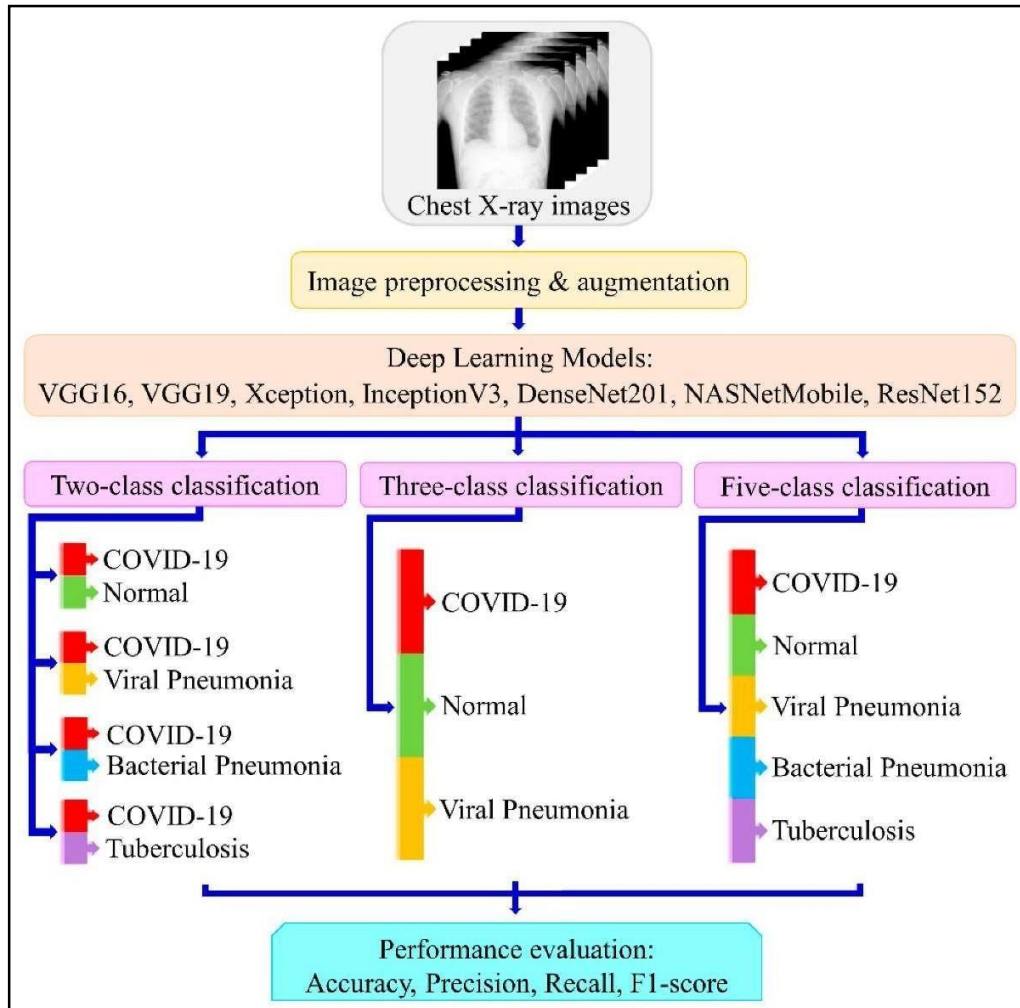 Chest X-ray images
Image preprocessing & augmentation
Deep Learning Models:
VGG16, VGG19, Xception, InceptionV3, DenseNet201, NASNetMobile, ResNet152
Two-class classification
COVID-19
Normal
COVID-19
Viral Pneumonia
COVID-19
Bacterial Pneumonia
COVID-19
Tuberculosis
Three-class classification
COVID-19
Normal
Viral Pneumonia
Five-class classification
COVID-19
Normal
Viral Pneumonia
Bacterial Pneumonia
Tuberculosis
Performance evaluation:
Accuracy, Precision, Recall, F1-score